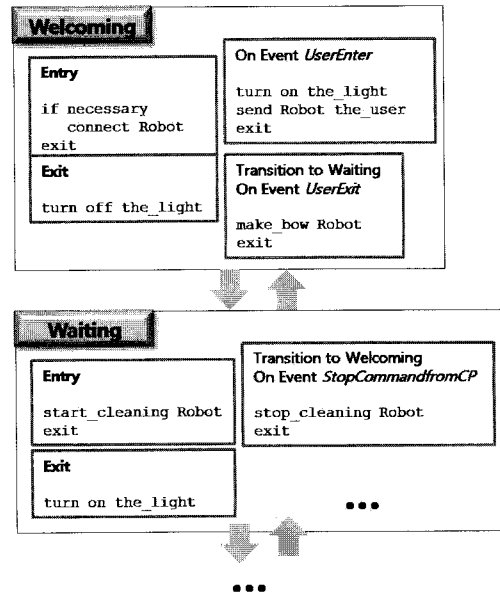 Welcoming
Entry
if necessary
connect Robot
exit
Exit
turn off the_light
On Event UserEnter
turn on the_light
send Robot the_user
exit
Transition to Waiting
On Event UserExit
make_bow Robot
exit
Waiting
Entry
start_cleaning Robot
exit
Exit
turn on the_light
Transition to Welcoming
On Event StopCommandfromCP
stop_cleaning Robot
exit
•••
•••